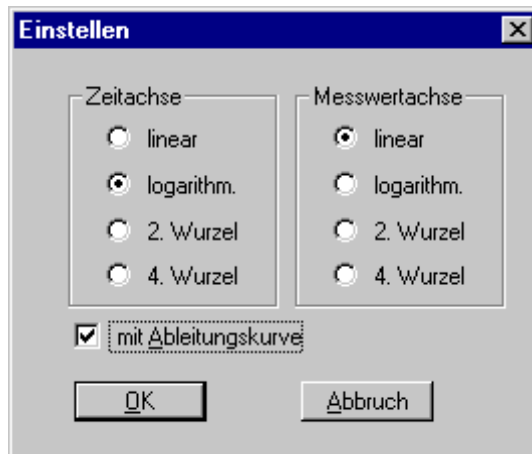 Einstellen
Zeitachse
linear
logarithm.
2. Wurzel
4. Wurzel
Messwertachse
linear
logarithm.
2. Wurzel
4. Wurzel
mit Ableitungskurve
OK
Abbruch